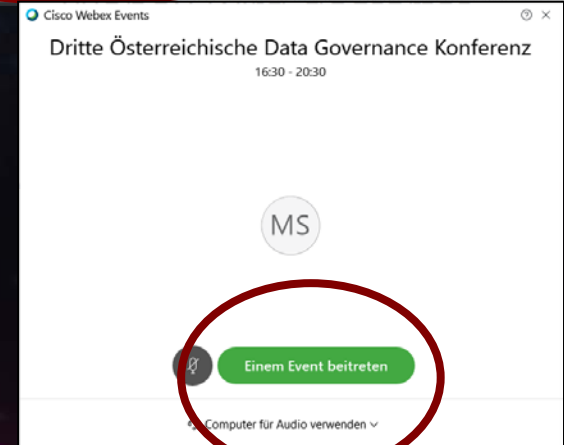 Cisco Webex Events
Dritte Österreichische Data Governance Konferenz
16:30 - 20:30
MS
Einem Event beitreten
Computer für Audio verwenden